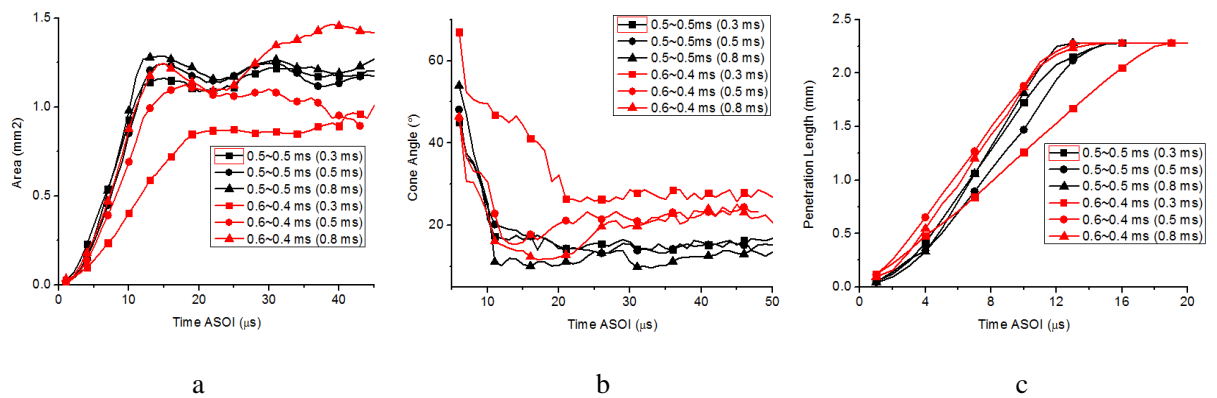 1.5
1.0
0.5
0.0
0 10 20 30 40
Area (mm2)
Time ASOI (μs)
0.5~0.5 ms (0.3 ms)
0.5~0.5ms (0.5 ms)
0.5~0.5ms (0.8 ms)
0.6~0.4 ms (0.3 ms)
0.6~0.4 ms (0.5 ms)
0.6~0.4 ms (0.8 ms)
a
60
40
20
10 20 30 40 50
Cone Angle (°)
Time ASOI (μs)
0.5~0.5ms (0.3 ms)
0.5~0.5ms (0.5 ms)
0.5~0.5ms (0.8 ms)
0.6~0.4 ms (0.3 ms)
0.6~0.4 ms (0.5 ms)
0.6~0.4 ms (0.8 ms)
b
2.5
2.0
1.5
1.0
0.5
0.0
0 4 8 12 16 20
Penetration Length (mm)
Time ASOI (μs)
0.5~0.5 ms (0.3 ms)
0.5~0.5ms (0.5 ms)
0.5~0.5ms (0.8 ms)
0.6~0.4 ms (0.3 ms)
0.6~0.4 ms (0.5 ms)
0.6~0.4 ms (0.8 ms)
c